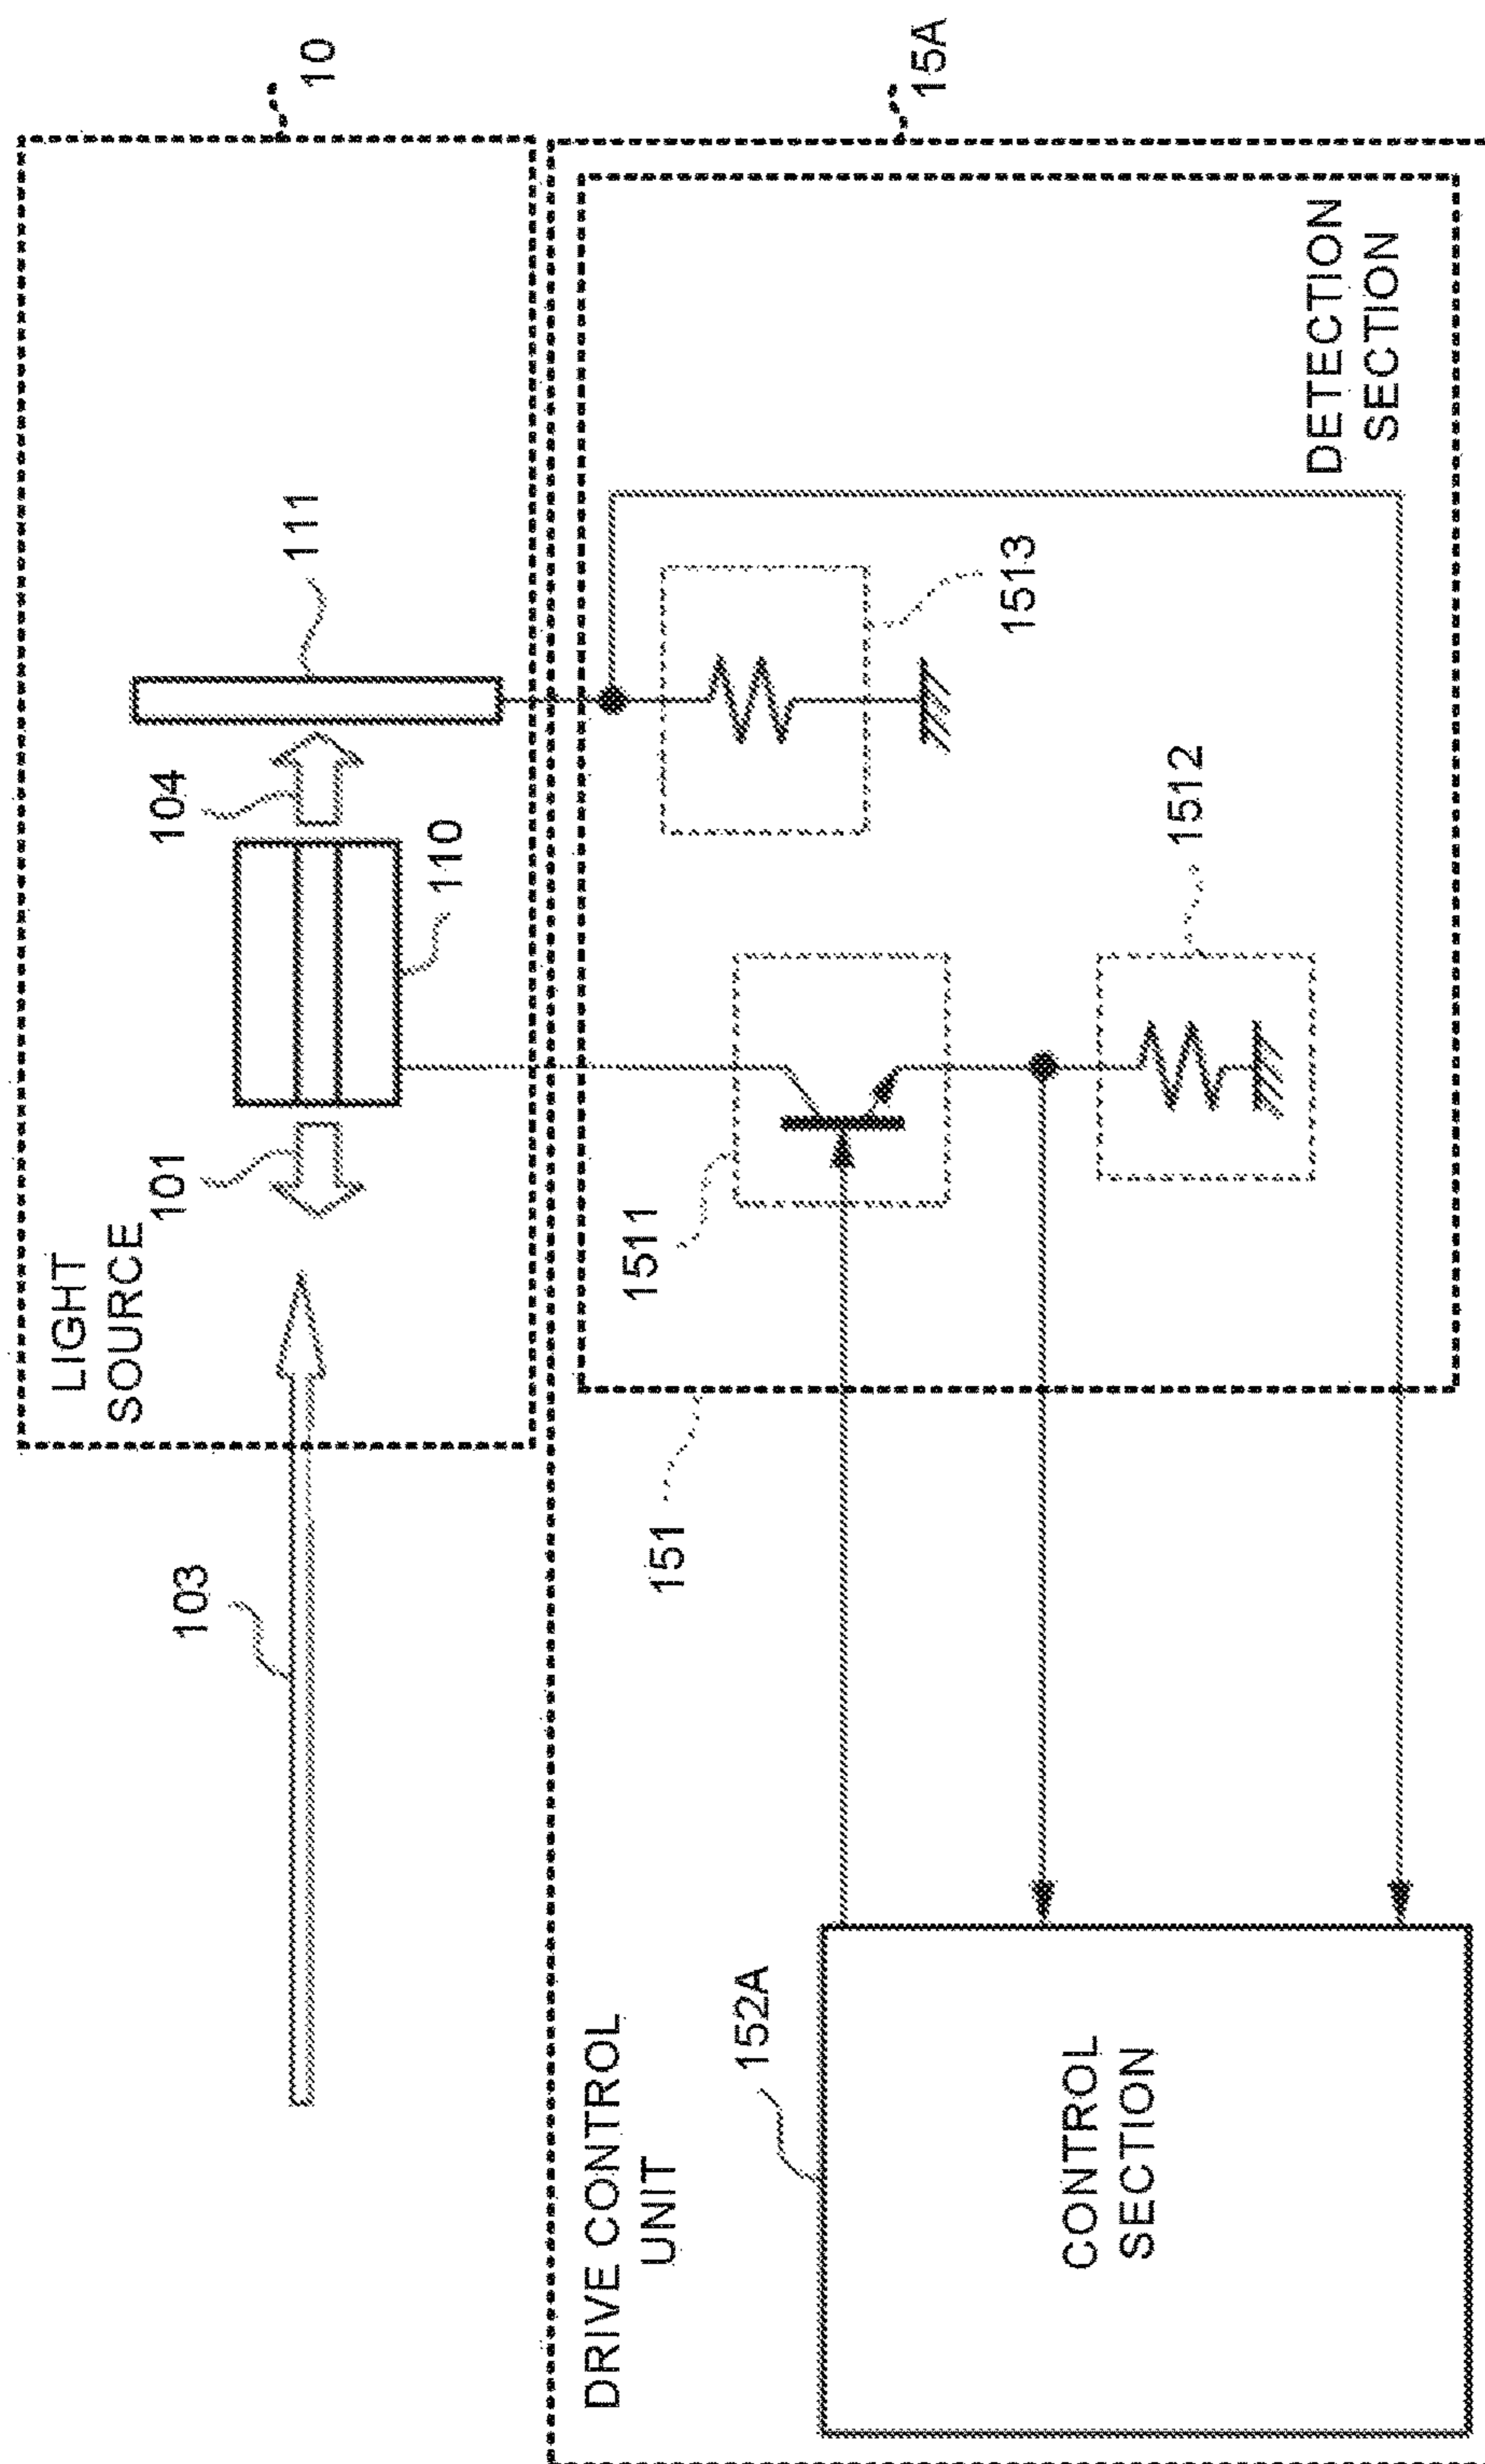 10
LIGHT
SOURCE
103
101
104
111
110
15A
DRIVE CONTROL
UNIT
151
1511
1513
1512
DETECTION
SECTION
152A
CONTROL
SECTION